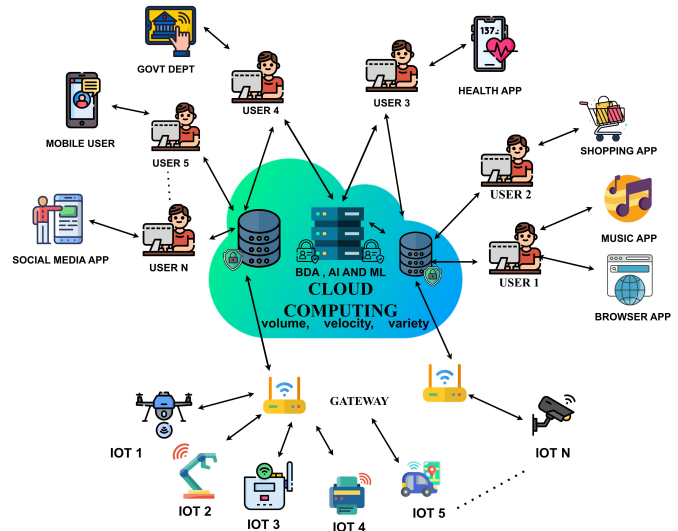 137
GOVT DEPT
USER 4
USER 3
HEALTH APP
MOBILE USER
USER 5
SHOPPING APP
USER 2
SOCIAL MEDIA APP
USER N
MUSIC APP
USER 1
BDA , AI AND ML
CLOUD
COMPUTING
volume, velocity, variety
BROWSER APP
GATEWAY
IOT 1
IOT 2
IOT 3
IOT 4
IOT 5
IOT N